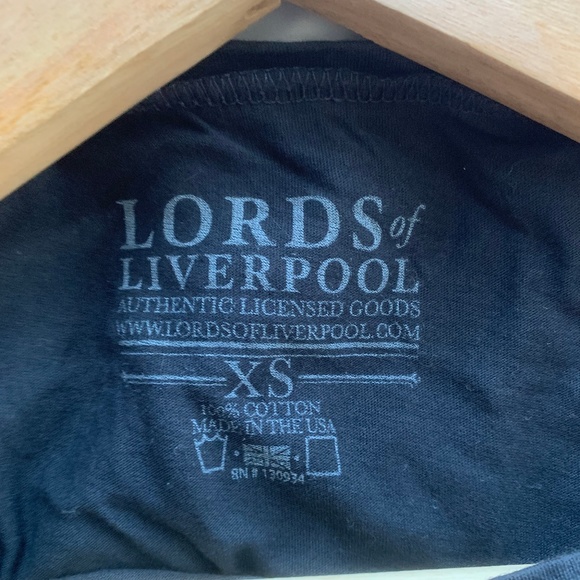 LORDS of
LIVERPOOL
AUTHENTIC LICENSED GOODS
WWW.LORDSOFLIVERPOOL.COM
XS
100% COTTON
MADE IN THE USA
RN # 130934